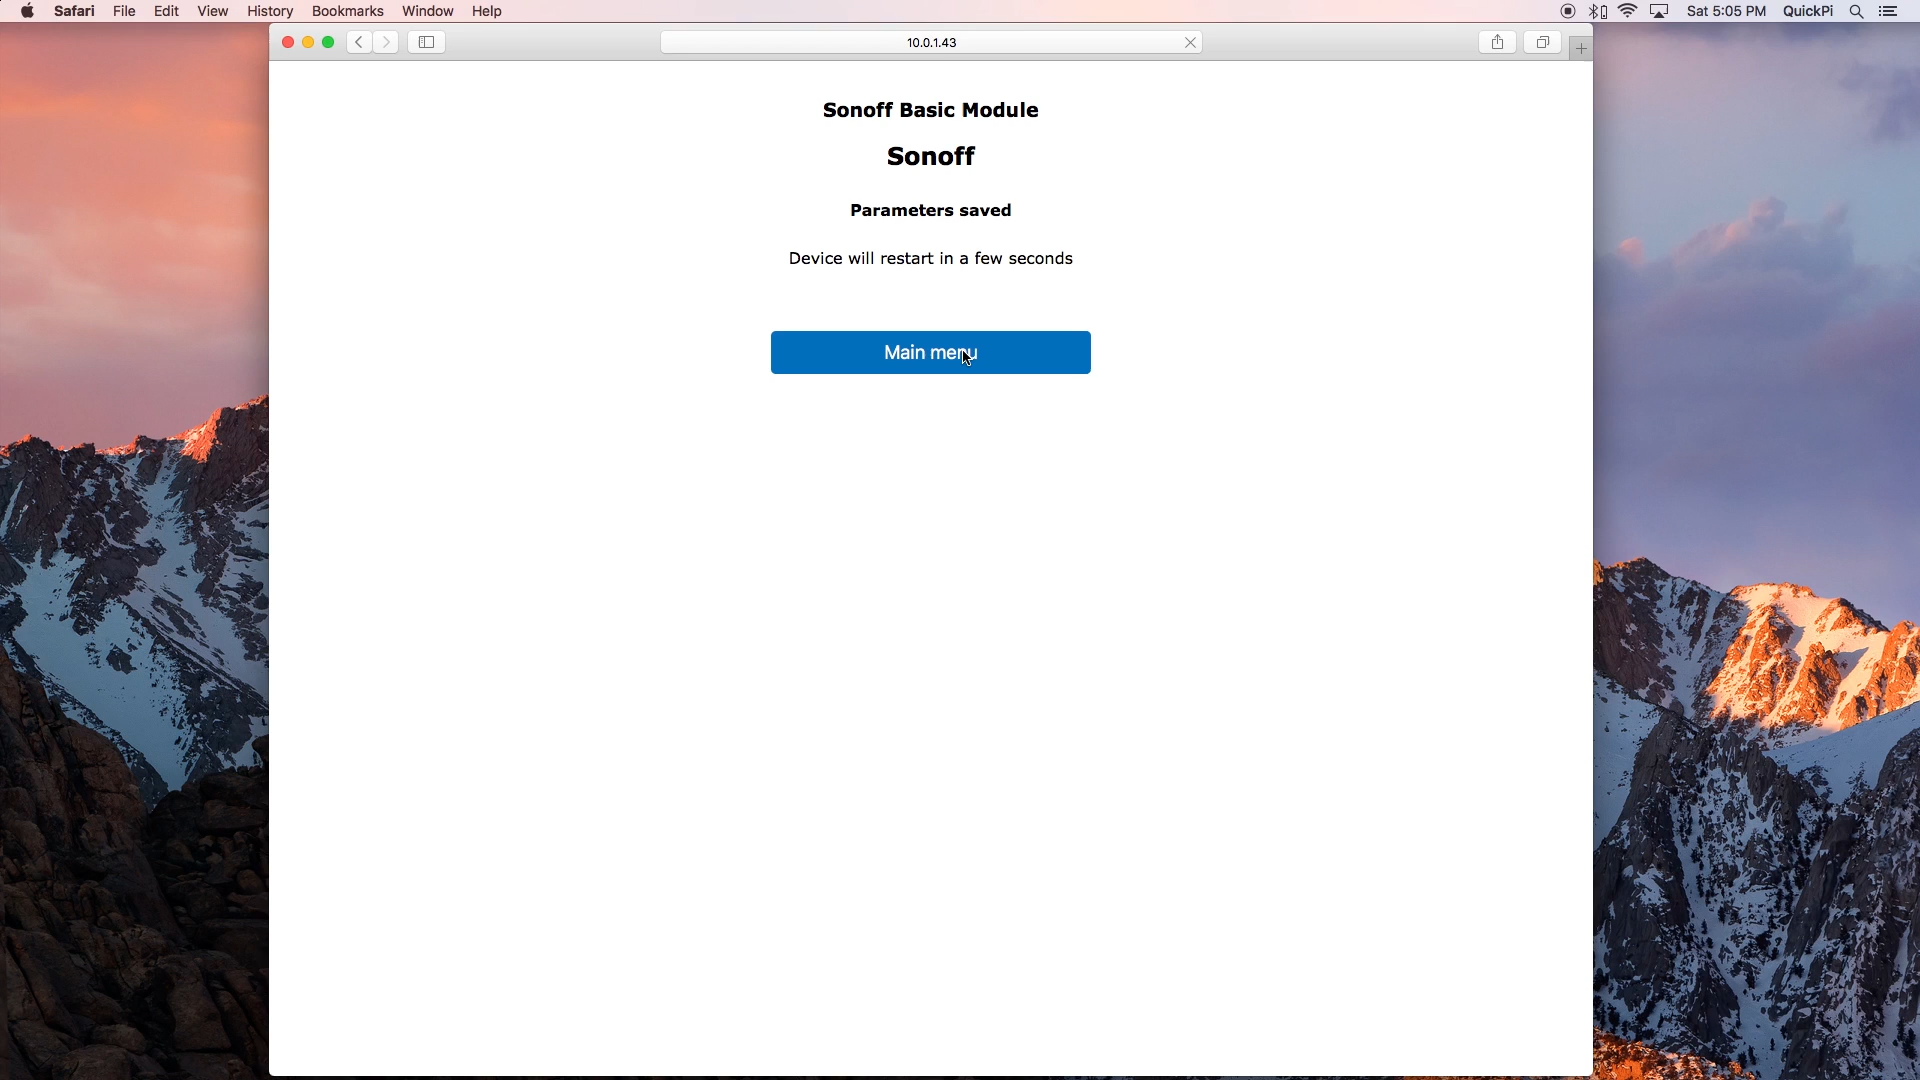 Safari File Edit View History Bookmarks Window Help Sat 5:05 PM QuickPi
10.0.1.43
Sonoff Basic Module
Sonoff
Parameters saved
Device will restart in a few seconds
Main menu